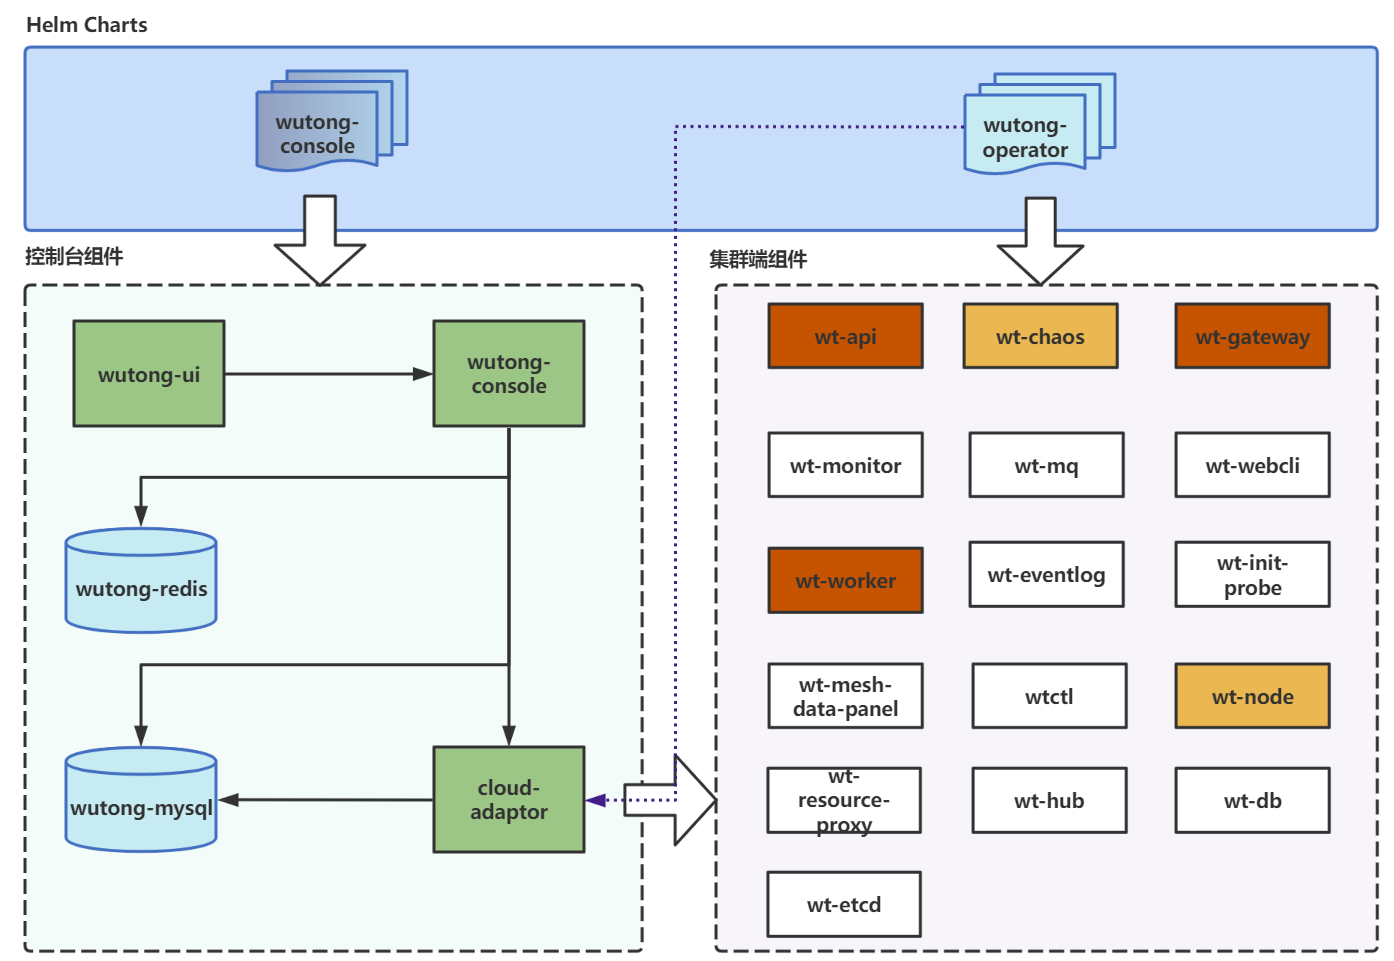 Helm Charts
wutong-
console
wutong-
operator
控制台组件
集群端组件
wutong-ui
wutong-
console
wutong-redis
wutong-mysql
cloud-
adaptor
wt-api
wt-chaos
wt-gateway
wt-monitor
wt-mq
wt-webcli
wt-worker
wt-eventlog
wt-init-
probe
wt-mesh-
data-panel
wtctl
wt-node
wt-
resource-
proxy
wt-hub
wt-db
wt-etcd